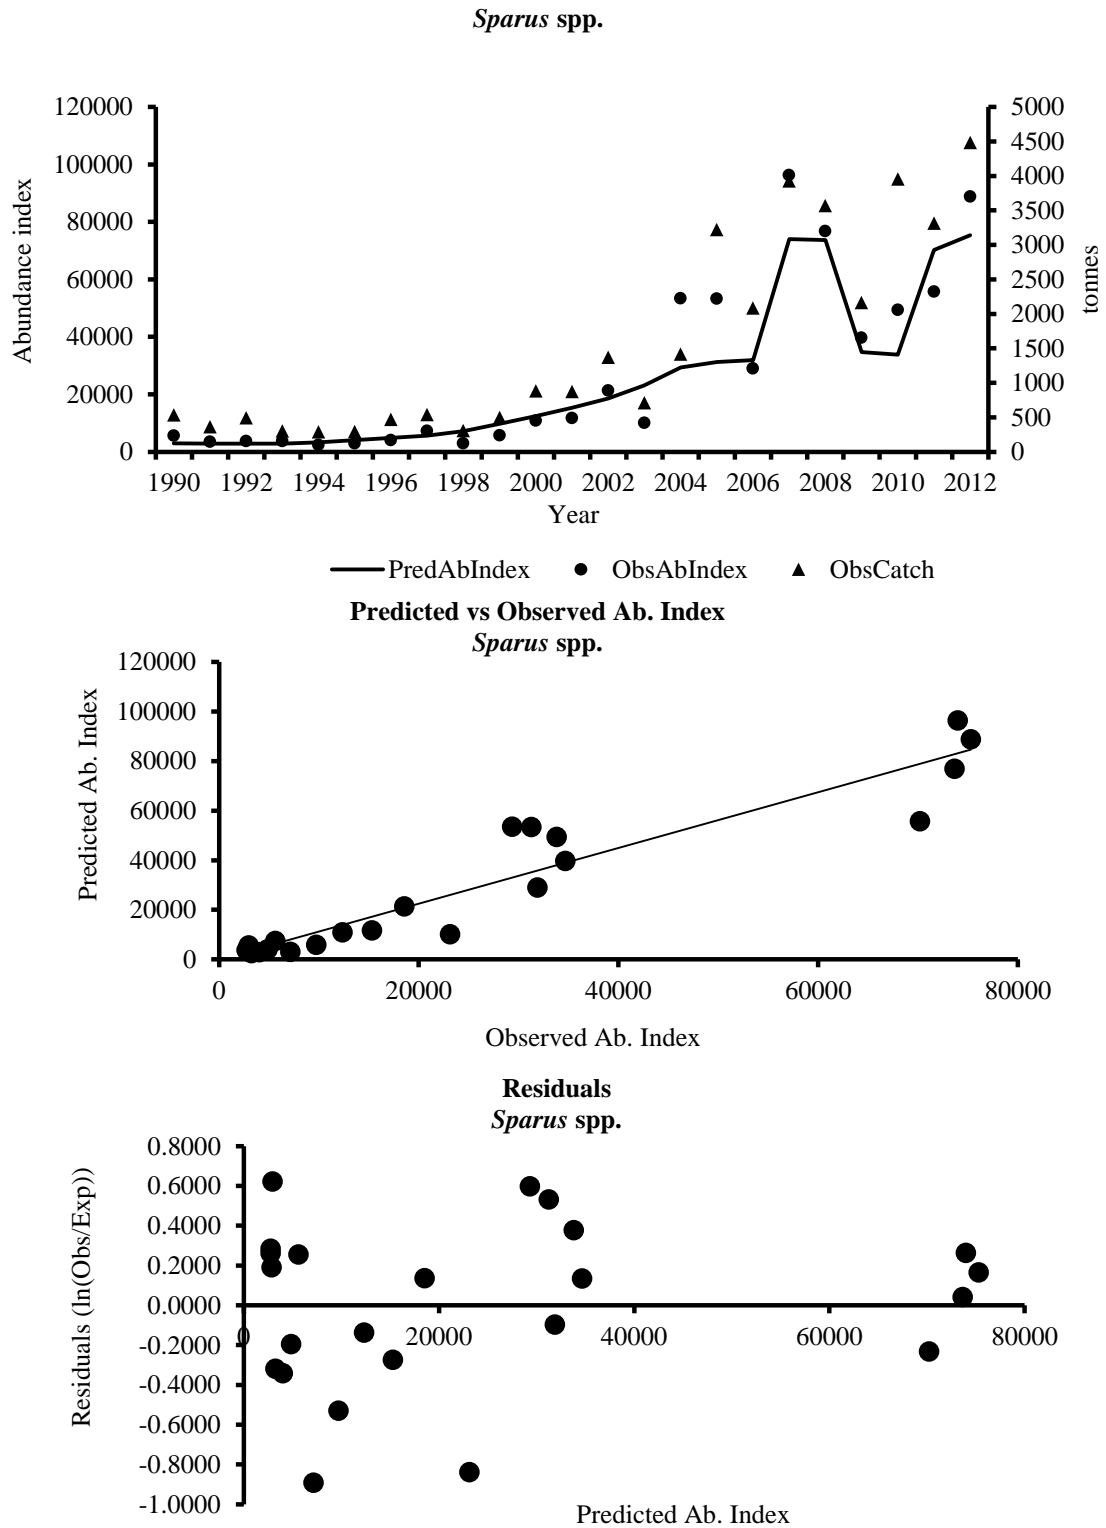 Sparus spp.
120000
100000
80000
60000
40000
20000
0
Abundance index
5000
4500
4000
3500
3000
2500
2000
1500
1000
500
0
tonnes
1990 1992 1994 1996 1998 2000 2002 2004 2006 2008 2010 2012
Year
PredAbIndex ObsAbIndex ObsCatch
Predicted vs Observed Ab. Index
Sparus spp.
120000
100000
80000
60000
40000
20000
0
Predicted Ab. Index
0 20000 40000 60000 80000
Observed Ab. Index
Residuals
Sparus spp.
0.8000
0.6000
0.4000
0.2000
0.0000
-0.2000
-0.4000
-0.6000
-0.8000
-1.0000
Residuals (ln(Obs/Exp))
0 20000 40000 60000 80000
Predicted Ab. Index